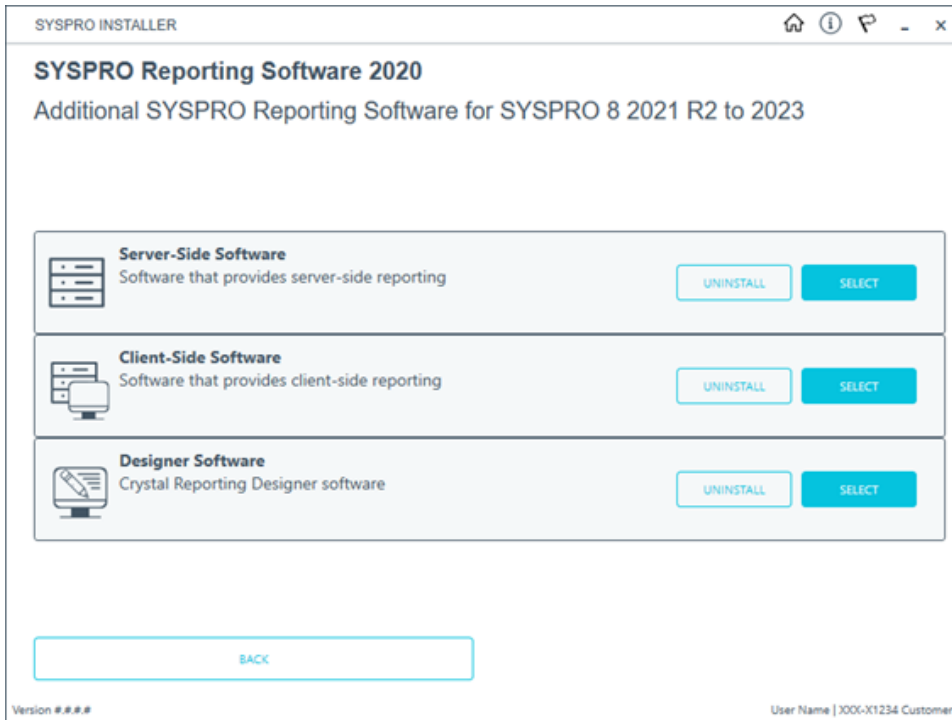 SYSPRO INSTALLER
SYSPRO Reporting Software 2020
Additional SYSPRO Reporting Software for SYSPRO 8 2021 R2 to 2023
Server-Side Software
Software that provides server-side reporting
UNINSTALL
SELECT
Client-Side Software
Software that provides client-side reporting
UNINSTALL
SELECT
Designer Software
Crystal Reporting Designer software
UNINSTALL
SELECT
BACK
Version #.#.#.#
User Name | XXX-X1234 Customer